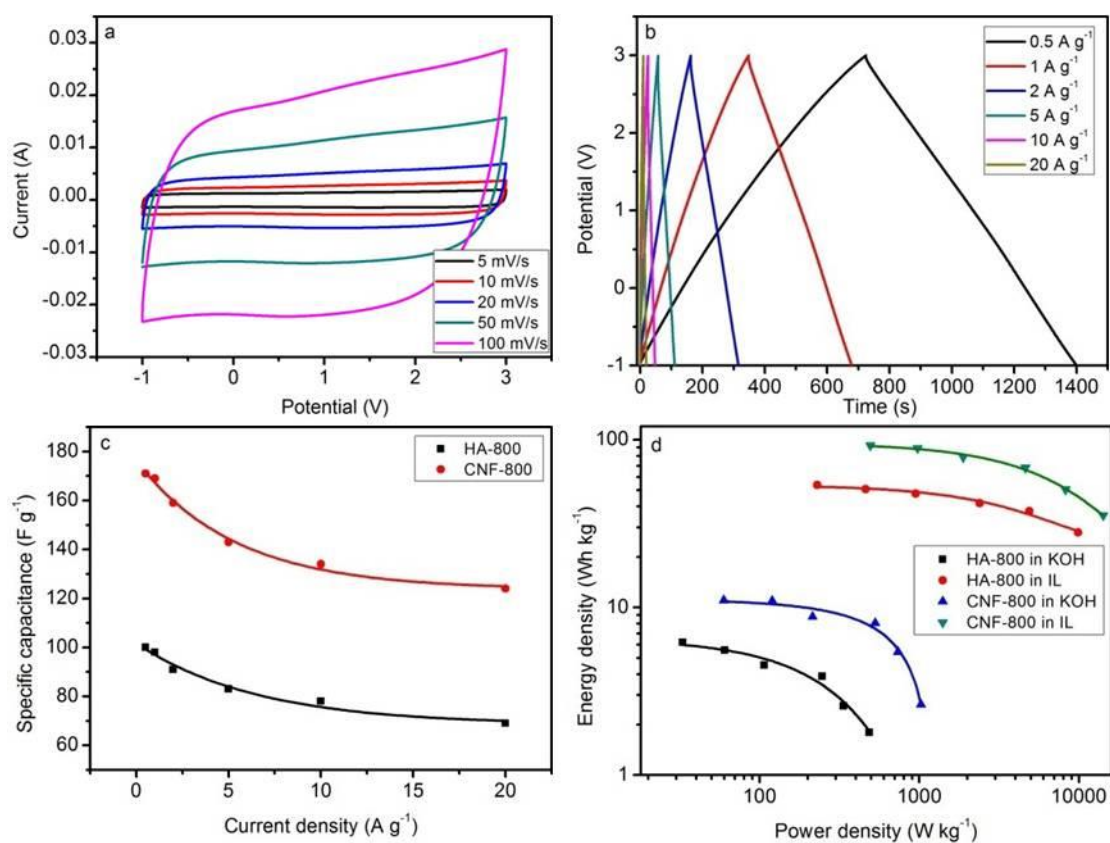 a
0.03
0.02
0.01
0.00
-0.01
-0.02
-0.03
Current (A)
5 mV/s
10 mV/s
20 mV/s
50 mV/s
100 mV/s
-1 0 1 2 3
Potential (V)
b
3
2
1
0
-1
Potential (V)
0.5 A g⁻¹
1 A g⁻¹
2 A g⁻¹
5 A g⁻¹
10 A g⁻¹
20 A g⁻¹
0 200 400 600 800 1000 1200 1400
Time (s)
c
180
160
140
120
100
80
60
Specific capacitance (F g⁻¹)
HA-800
CNF-800
0 5 10 15 20
Current density (A g⁻¹)
d
100
10
1
Energy density (Wh kg⁻¹)
HA-800 in KOH
HA-800 in IL
CNF-800 in KOH
CNF-800 in IL
100 1000 10000
Power density (W kg⁻¹)